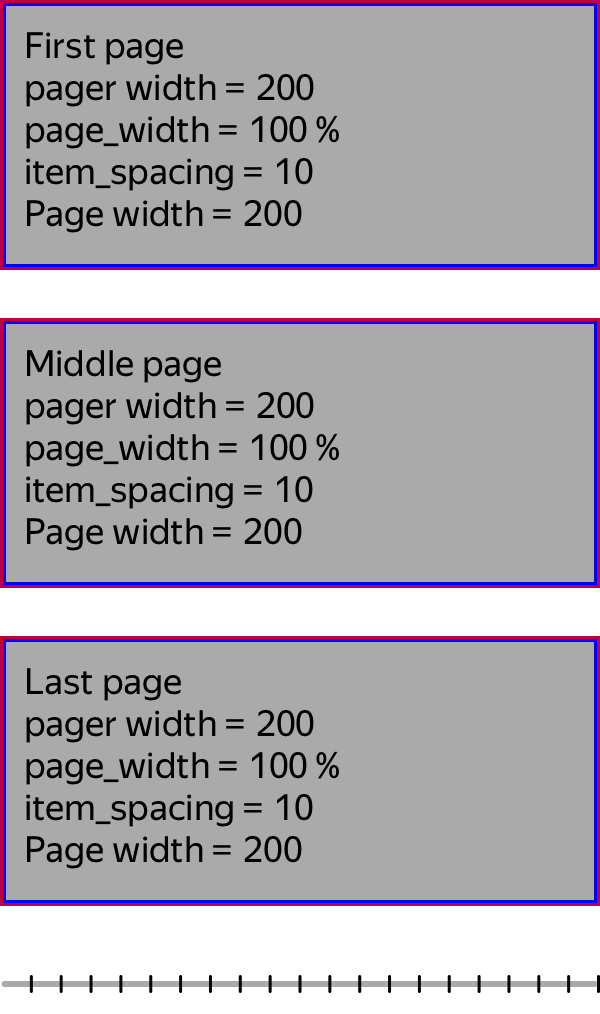 First page
pager width = 200
page_width = 100 %
item_spacing = 10
Page width = 200
Middle page
pager width = 200
page_width = 100 %
item_spacing = 10
Page width = 200
Last page
pager width = 200
page_width = 100 %
item_spacing = 10
Page width = 200